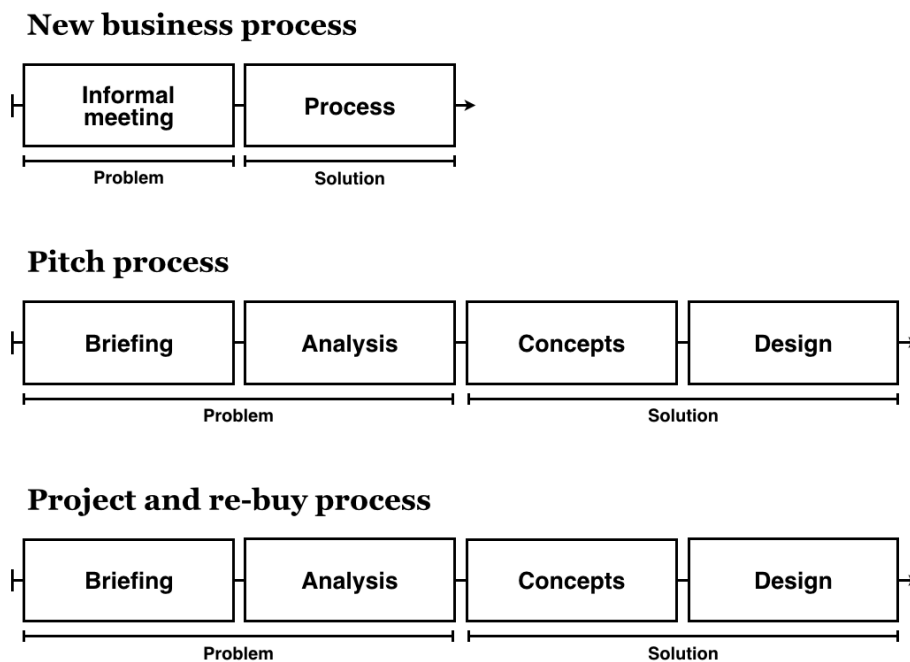 New business process
Informal
meeting
Process
Problem
Solution
Pitch process
Briefing
Analysis
Concepts
Design
Problem
Solution
Project and re-buy process
Briefing
Analysis
Concepts
Design
Problem
Solution